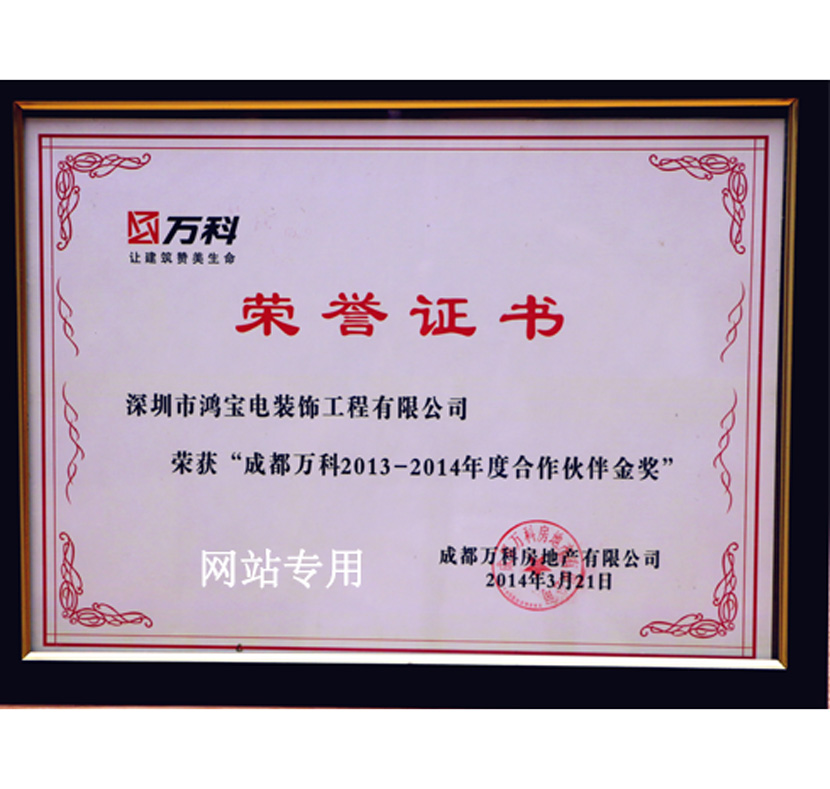 万科
让建筑赞美生命
荣誉证书
深圳市鸿宝电装饰工程有限公司
荣获“成都万科2013-2014年度合作伙伴金奖”
网站专用
成都万科房地产有限公司
2014年3月21日